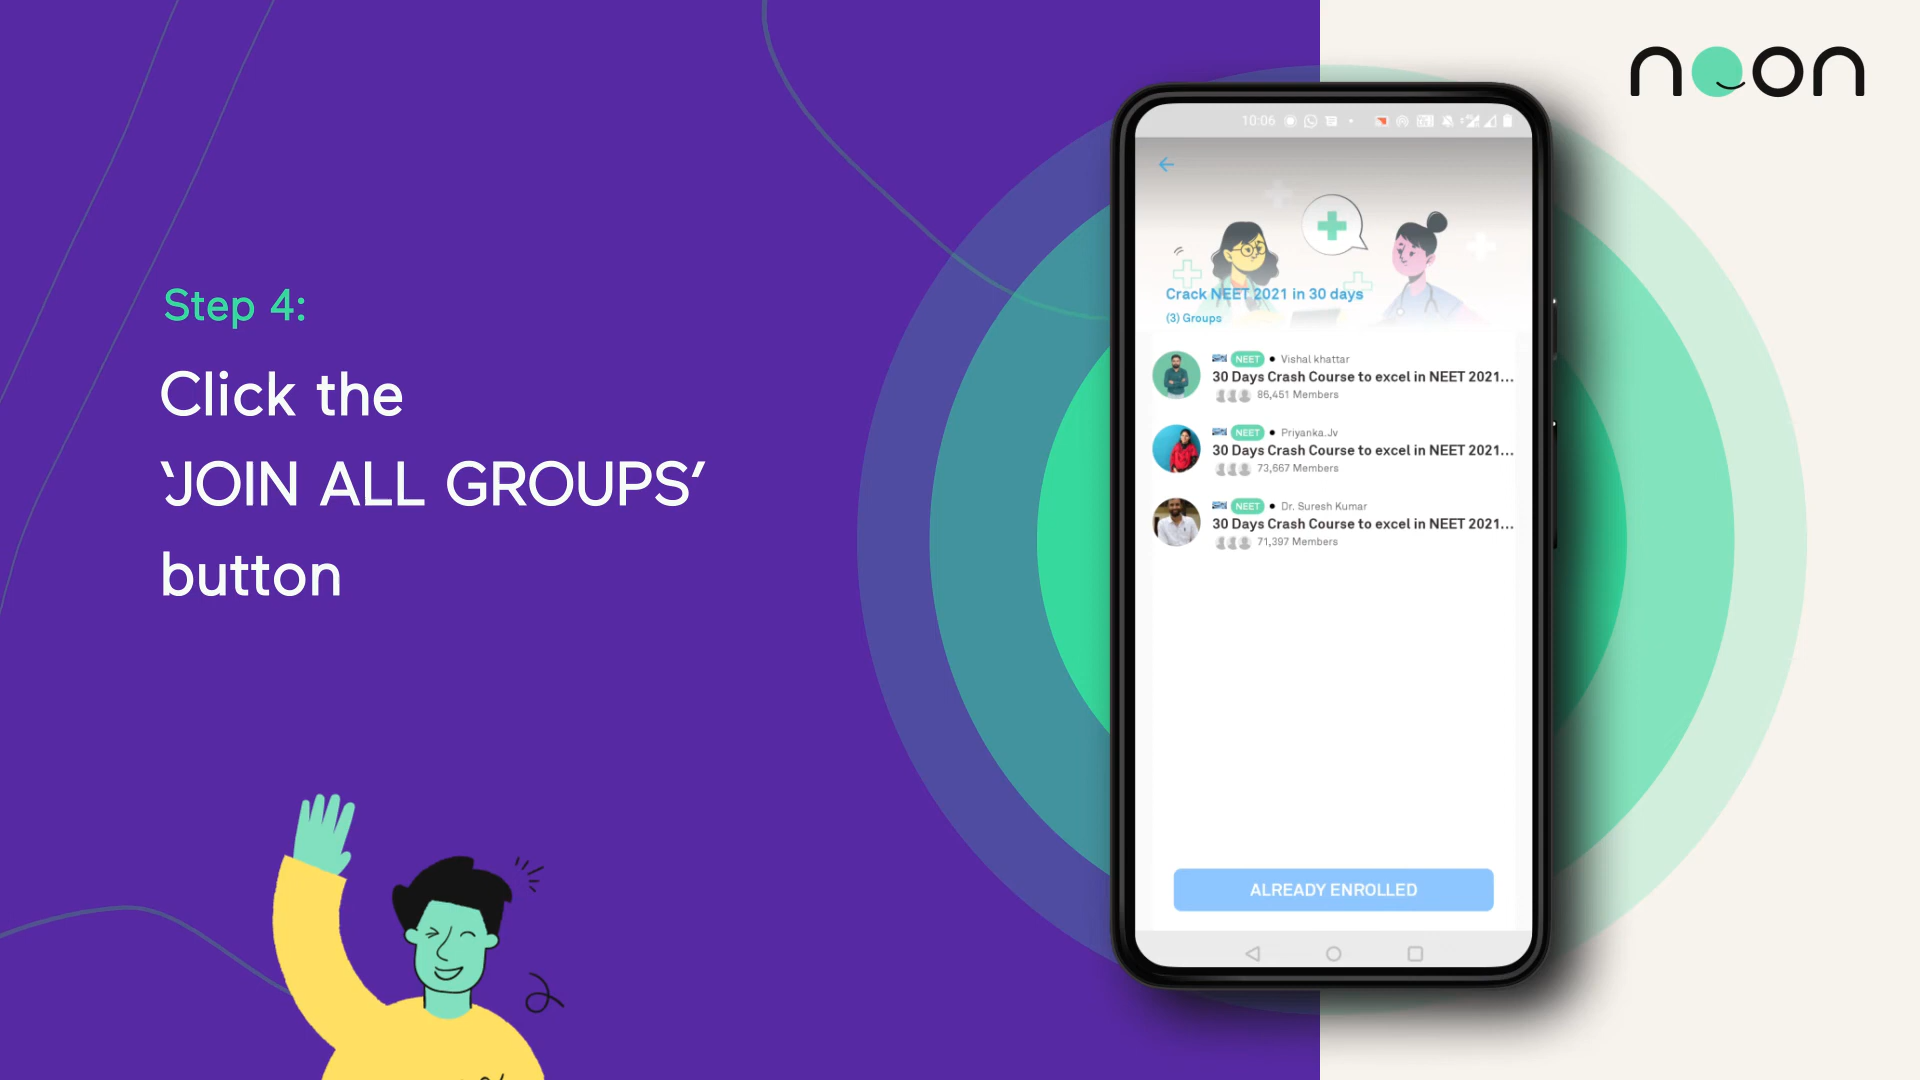 noon
Step 4:
Click the
‘JOIN ALL GROUPS’
button
10:06
Crack NEET 2021 in 30 days
(3) Groups
NEET • Vishal khattar
30 Days Crash Course to excel in NEET 2021...
86,451 Members
NEET • Priyanka.Jv
30 Days Crash Course to excel in NEET 2021...
73,667 Members
NEET • Dr. Suresh Kumar
30 Days Crash Course to excel in NEET 2021...
71,397 Members
ALREADY ENROLLED